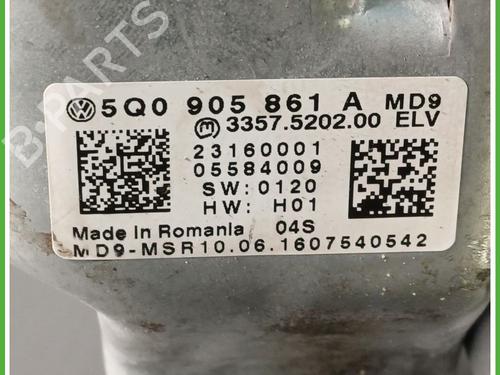 B-PARTS
5Q0 905 861 A MD9
3357.5202.00 ELV
23160001
05584009
SW:0120
HW: H01
Made in Romania 04S
MD9-MSR10.06.1607540542